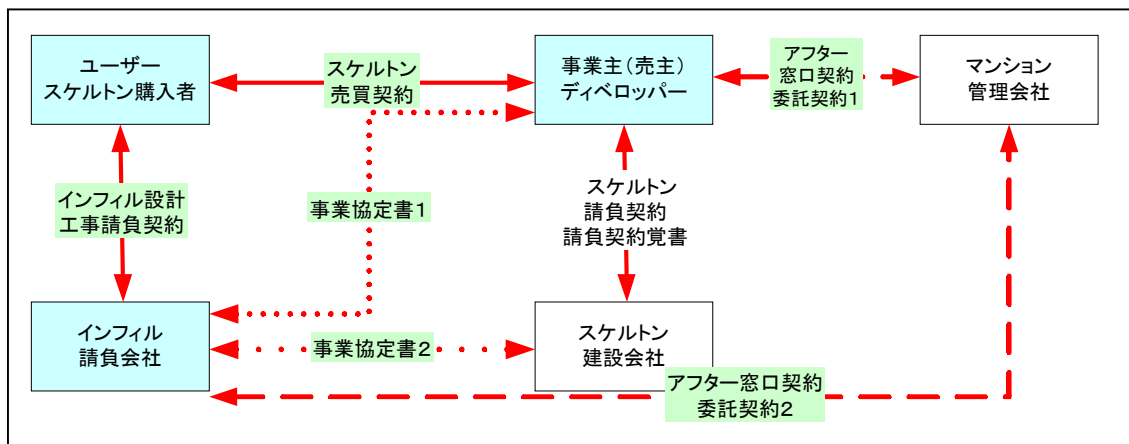 ユーザー
スケルトン購入者
スケルトン
売買契約
事業主(売主)
ディベロッパー
アフター
窓口契約
委託契約1
マンション
管理会社
インフィル設計
工事請負契約
事業協定書1
スケルトン
請負契約
請負契約覚書
インフィル
請負会社
事業協定書2
スケルトン
建設会社
アフター窓口契約
委託契約2